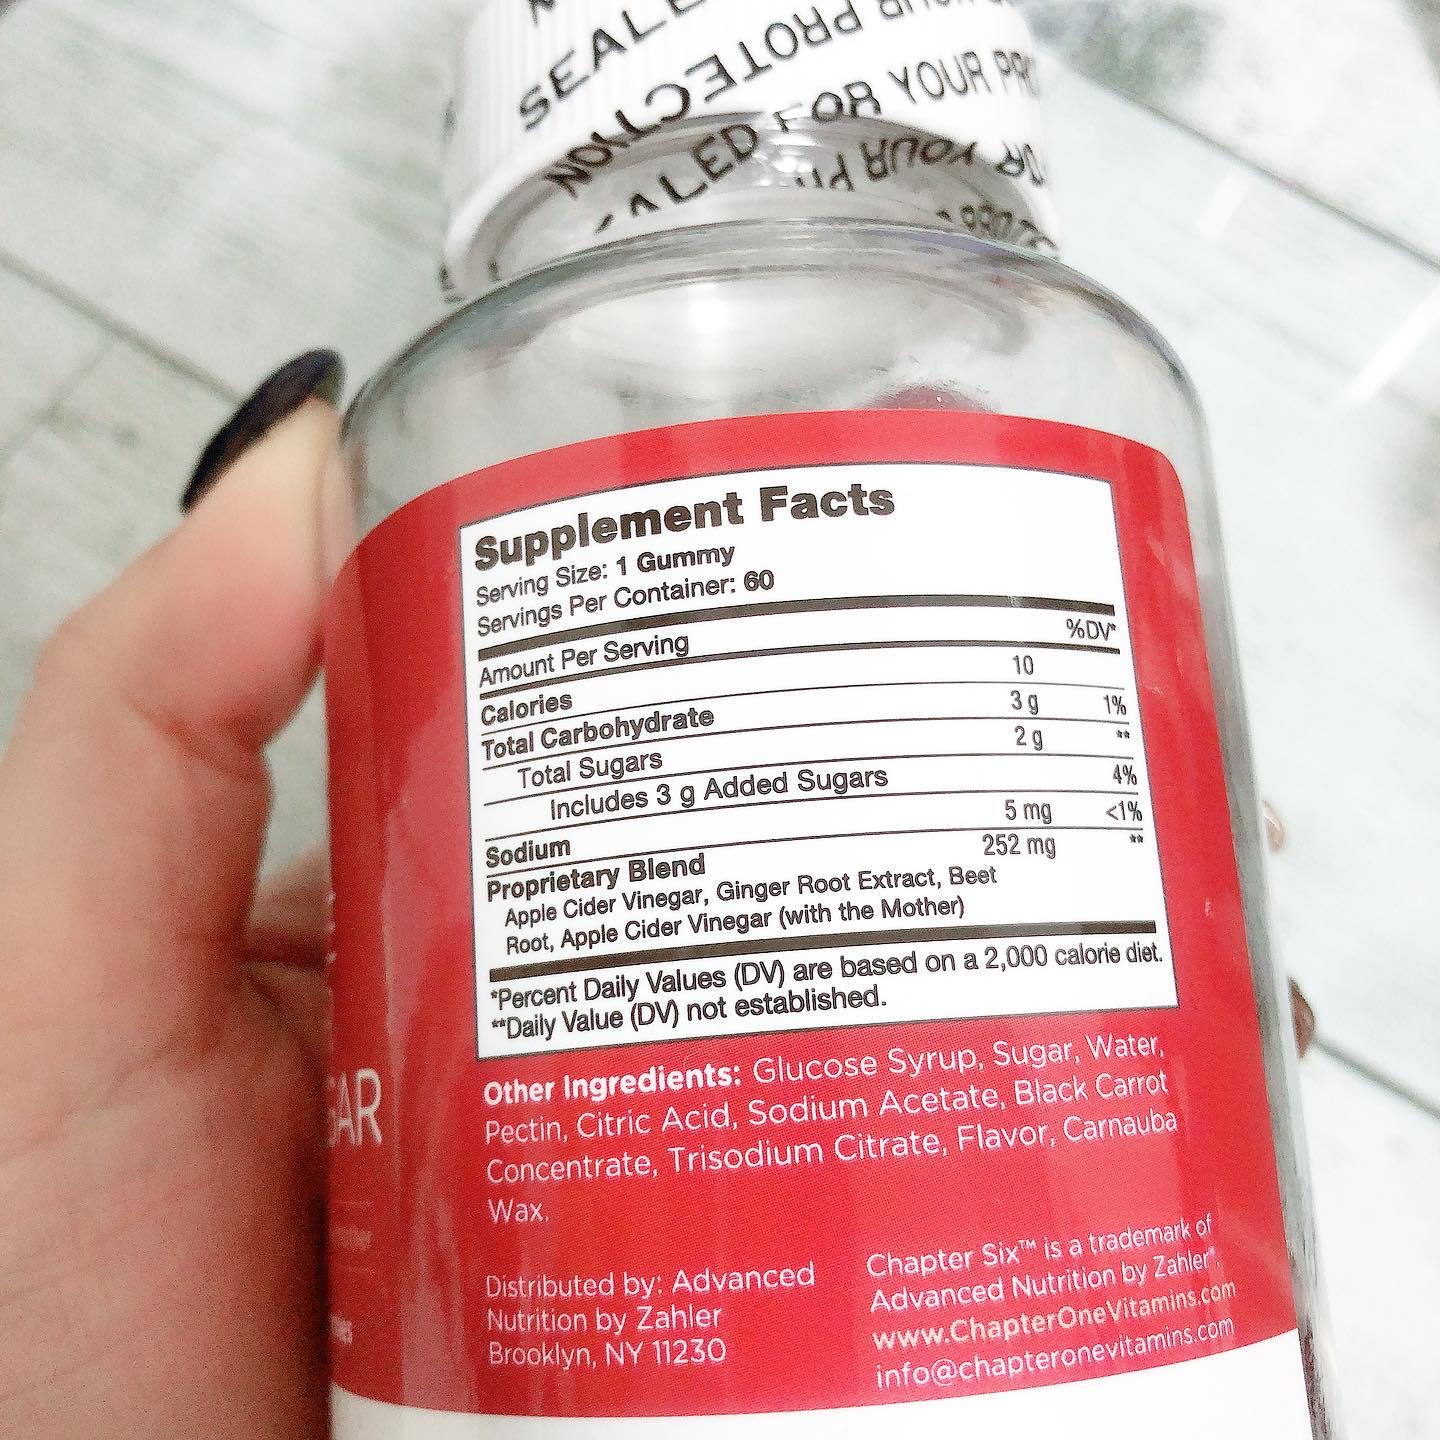 SEALE
PROTECTION
SEALED FOR YOUR PRO
FOR YOUR PR
Supplement Facts
Serving Size: 1 Gummy
Servings Per Container: 60
Amount Per Serving %DV*
Calories 10
Total Carbohydrate 3 g 1%
Total Sugars 2 g **
Includes 3 g Added Sugars 4%
Sodium 5 mg <1%
Proprietary Blend 252 mg **
Apple Cider Vinegar, Ginger Root Extract, Beet
Root, Apple Cider Vinegar (with the Mother)
*Percent Daily Values (DV) are based on a 2,000 calorie diet.
**Daily Value (DV) not established.
GAR
Other Ingredients: Glucose Syrup, Sugar, Water,
Pectin, Citric Acid, Sodium Acetate, Black Carrot
Concentrate, Trisodium Citrate, Flavor, Carnauba
Wax.
Distributed by: Advanced
Nutrition by Zahler
Brooklyn, NY 11230
Chapter Six™ is a trademark of
Advanced Nutrition by Zahler®.
www.ChapterOneVitamins.com
info@chapteronevitamins.com